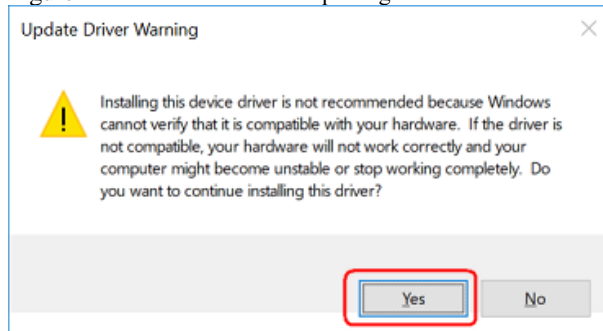 Update Driver Warning
Installing this device driver is not recommended because Windows
cannot verify that it is compatible with your hardware. If the driver is
not compatible, your hardware will not work correctly and your
computer might become unstable or stop working completely. Do
you want to continue installing this driver?
Yes No